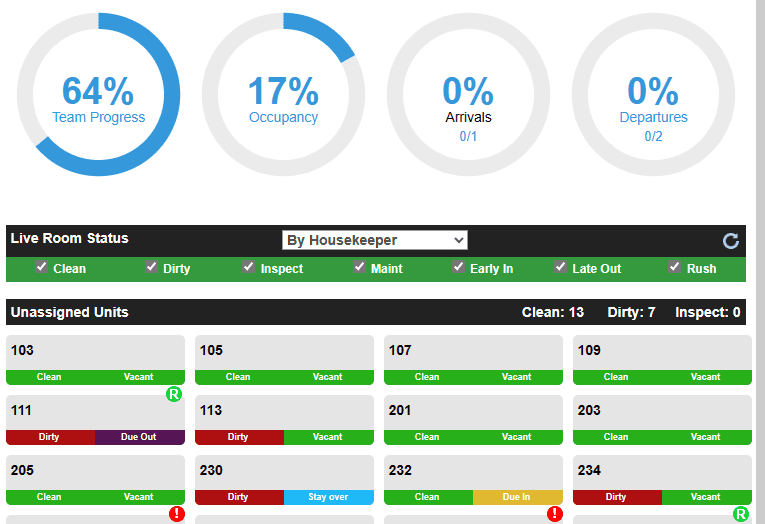 64%
Team Progress
17%
Occupancy
0%
Arrivals
0/1
0%
Departures
0/2
Live Room Status By Housekeeper
Clean Dirty Inspect Maint Early In Late Out Rush
Unassigned Units Clean: 13 Dirty: 7 Inspect: 0
103 105 107 109
Clean Vacant Clean Vacant Clean Vacant Clean Vacant
R
111 113 201 203
Dirty Due Out Dirty Vacant Clean Vacant Clean Vacant
205 230 232 234
Clean Vacant Dirty Stay over Clean Due In Dirty Vacant
! ! R